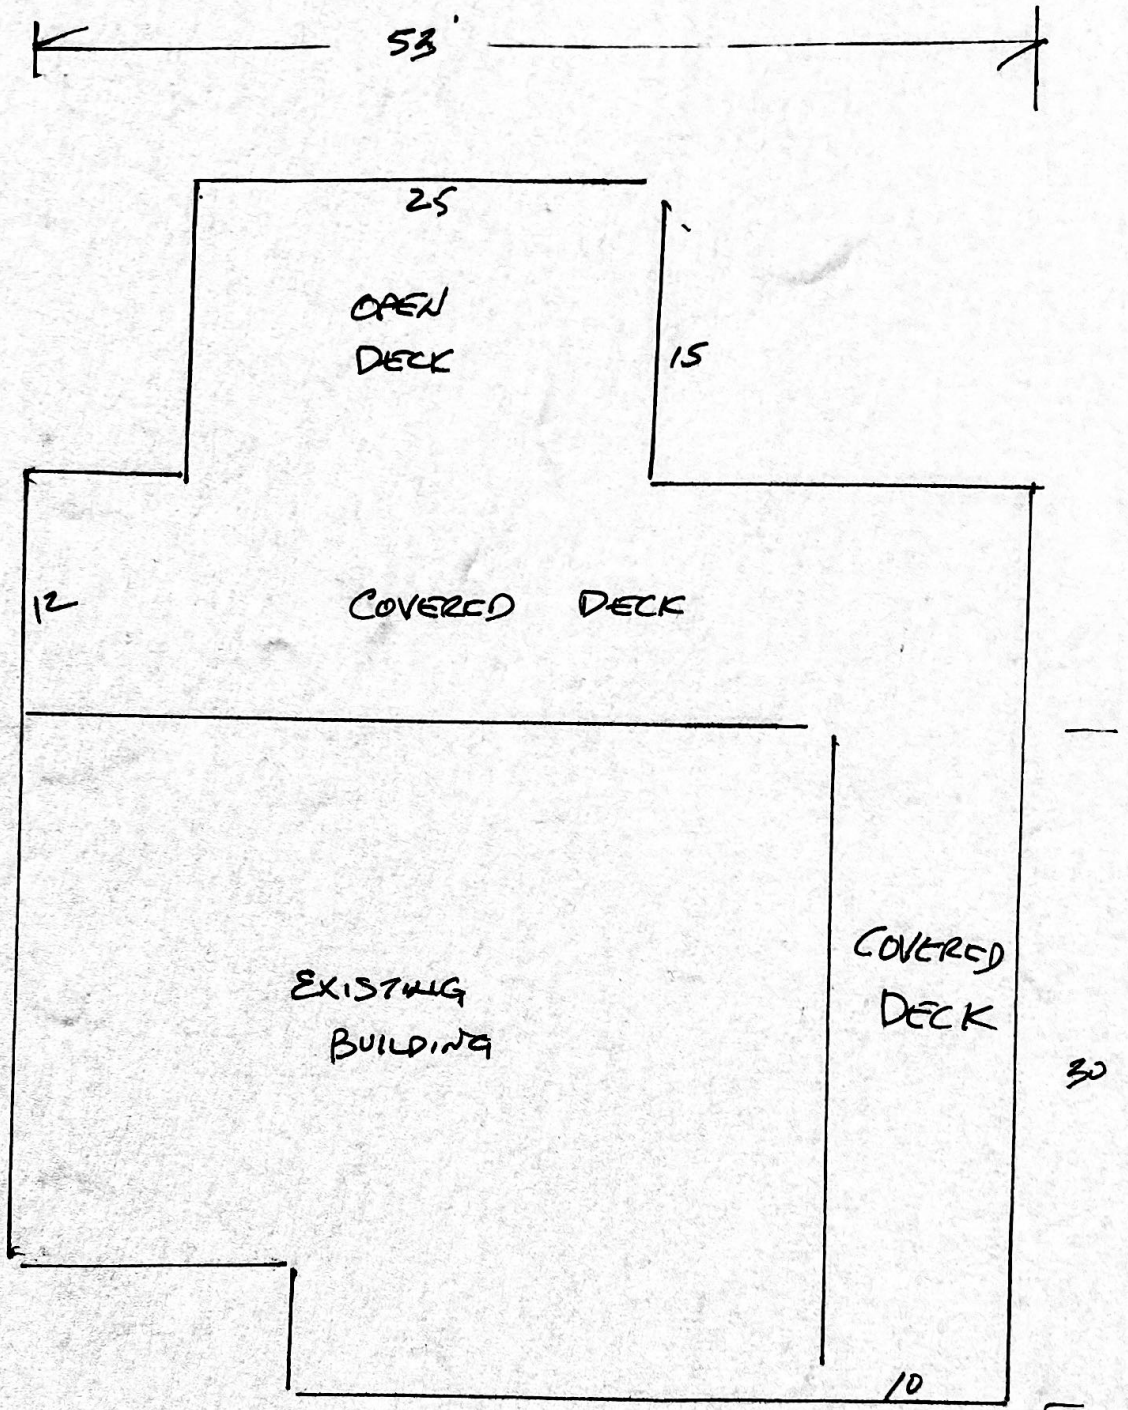 53'
25
OPEN
DECK
15
12
COVERED DECK
COVERED
DECK
EXISTING
BUILDING
30
10